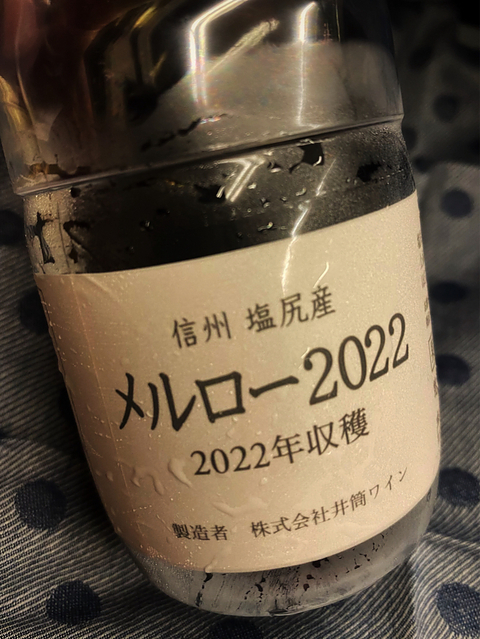 信州 塩尻産
メルロー2022
2022年収穫
製造者 株式会社井筒ワイン